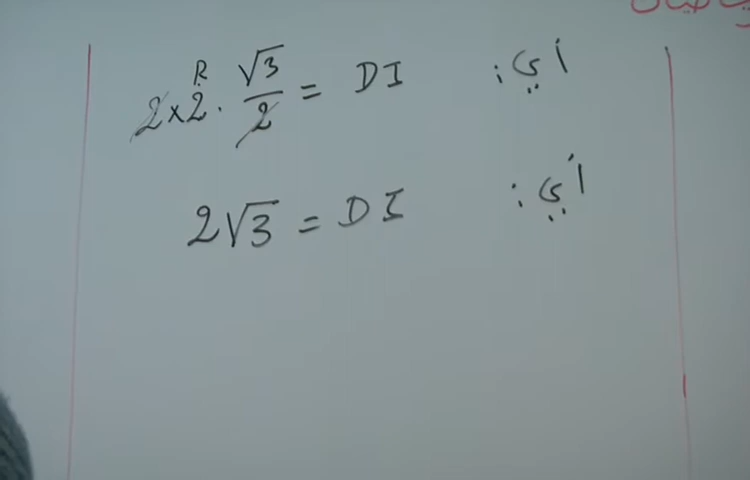 أي: 2×2^R · √3/2 = DI
أي: 2√3 = DI